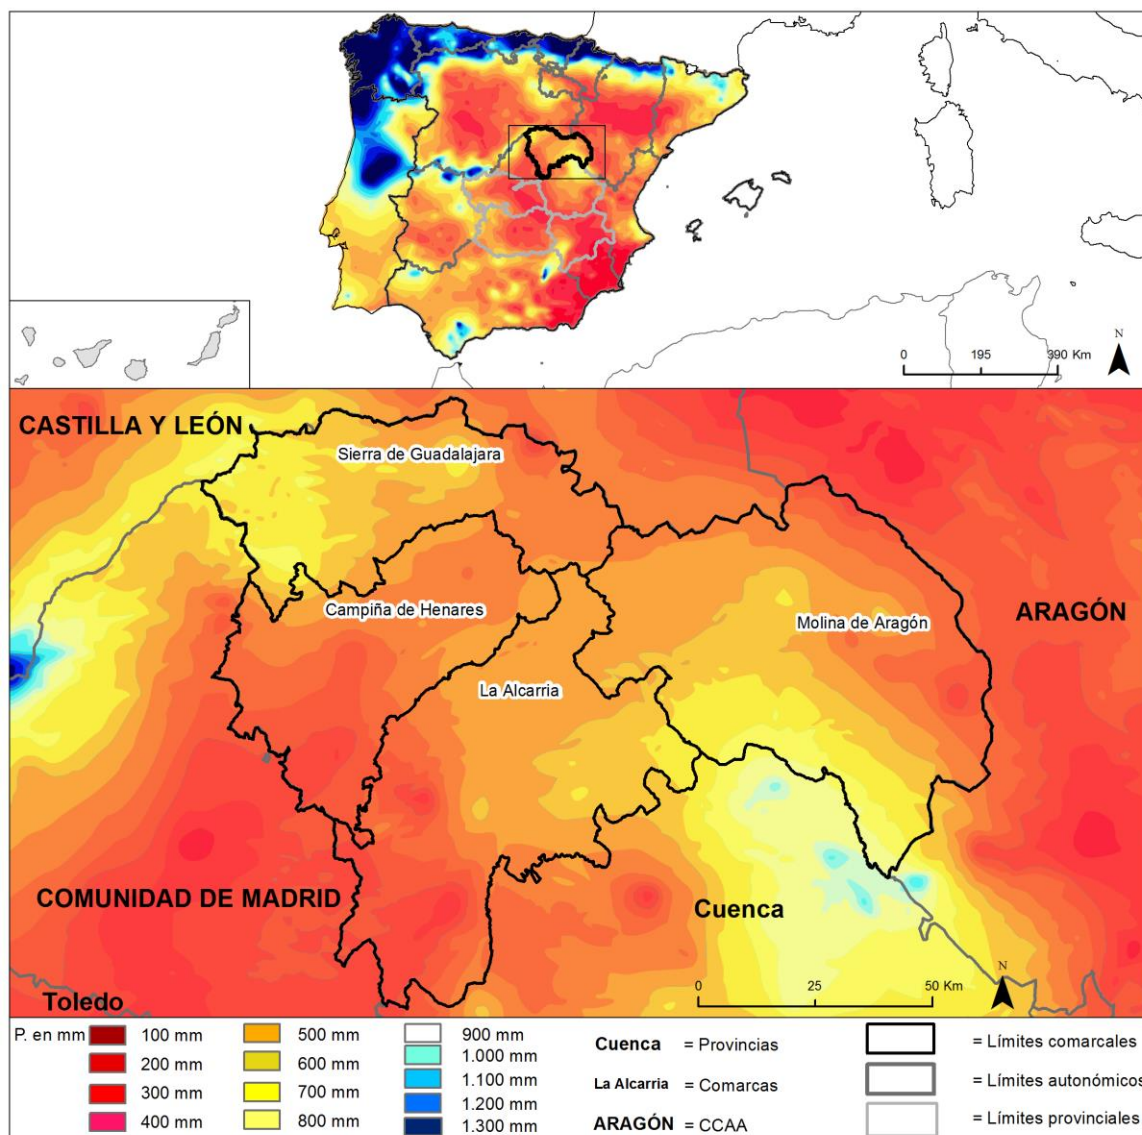 N
0 195 390 Km
CASTILLA Y LEÓN
Sierra de Guadalajara
Campiña de Henares
Molina de Aragón
ARAGÓN
La Alcarria
COMUNIDAD DE MADRID
Cuenca
N
0 25 50 Km
Toledo
P. en mm
100 mm
200 mm
300 mm
400 mm
500 mm
600 mm
700 mm
800 mm
900 mm
1.000 mm
1.100 mm
1.200 mm
1.300 mm
Cuenca = Provincias
La Alcarria = Comarcas
ARAGÓN = CCAA
= Límites comarcales
= Límites autonómicos
= Límites provinciales